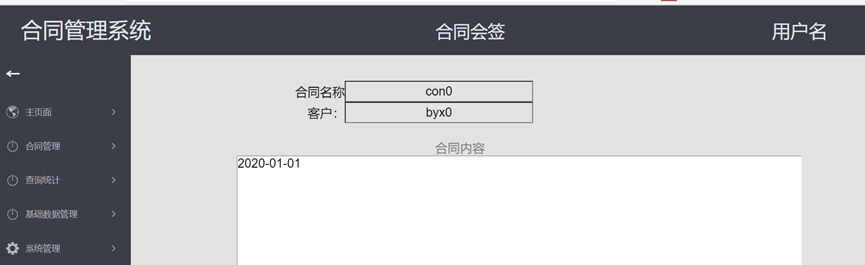 合同管理系统 合同会签 用户名
主页面
合同管理
查询统计
基础数据管理
系统管理
合同名称 con0
客户： byx0
合同内容
2020-01-01